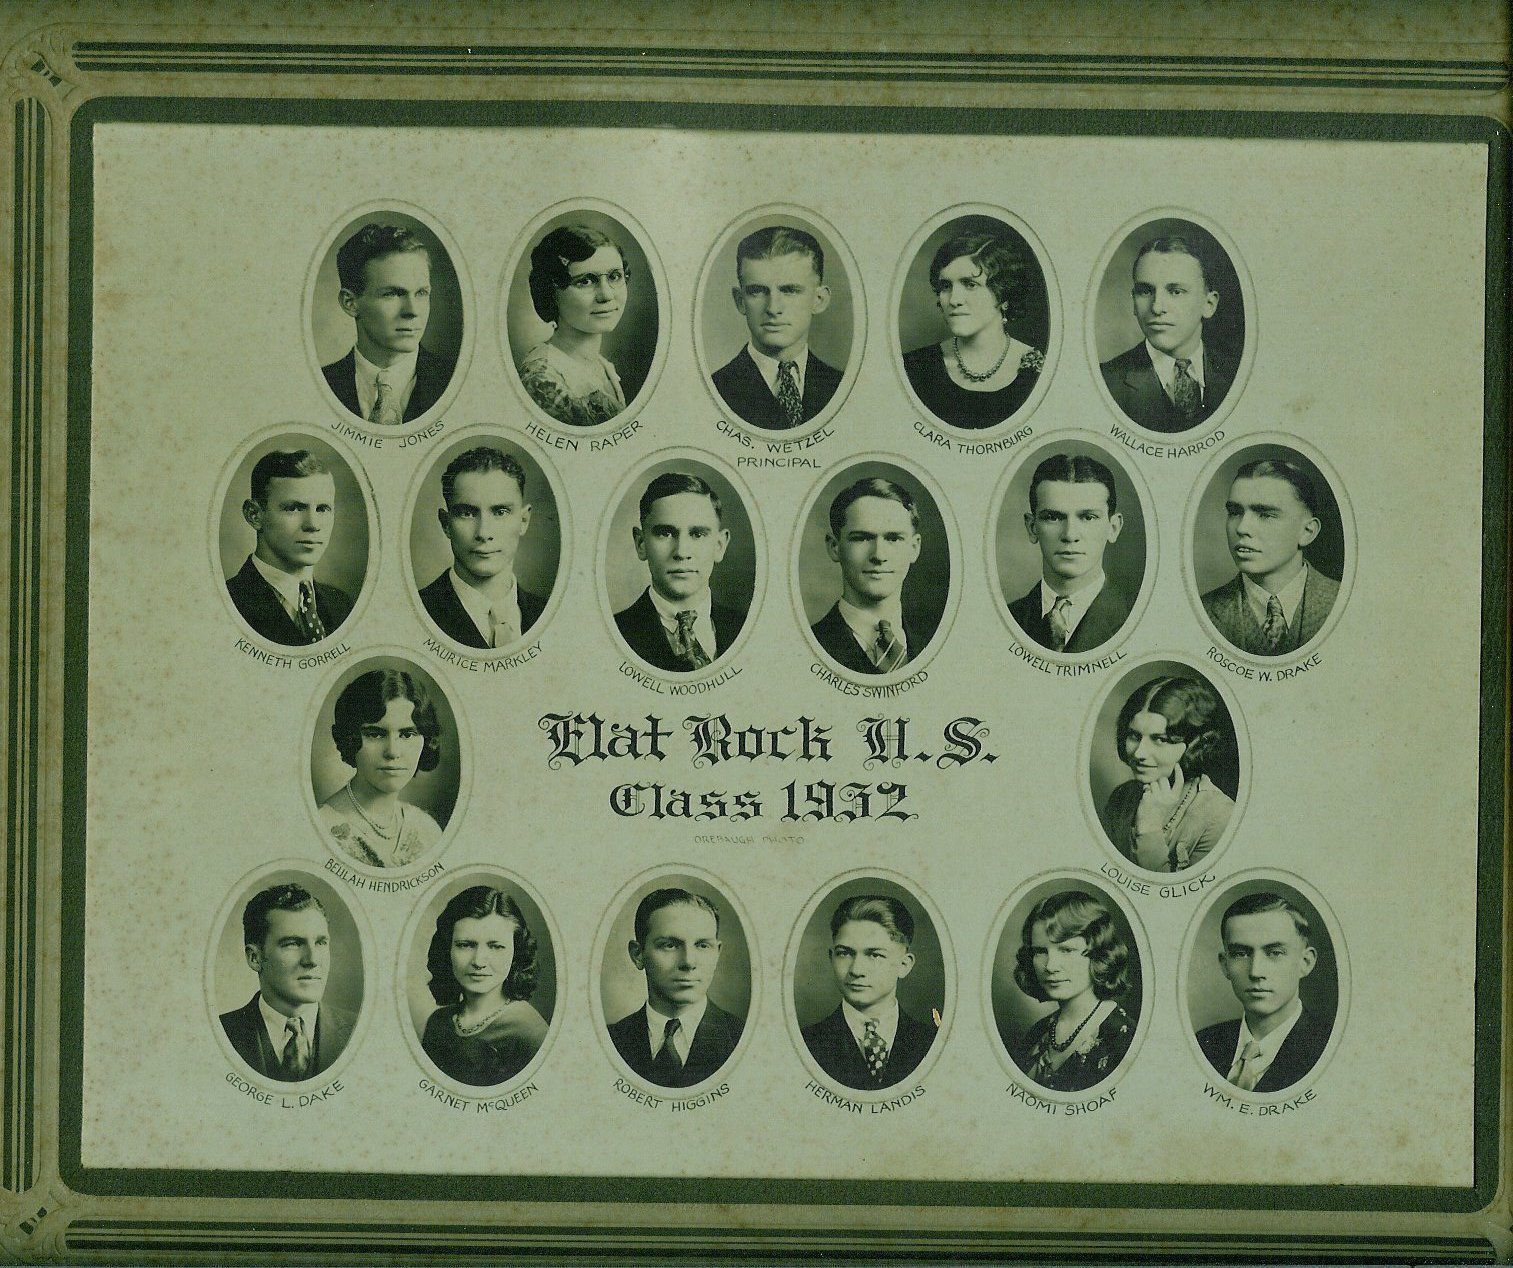 JIMMIE JONES
HELEN RAPER
CHAS. WETZEL
PRINCIPAL
CLARA THORNBURG
WALLACE HARROD
KENNETH GORRELL
MAURICE MARKLEY
LOWELL WOODHULL
CHARLES SWINFORD
LOWELL TRIMNELL
ROSCOE W. DRAKE
Flat Rock H.S.
Class 1932
OREBAUGH PHOTO
BEULAH HENDRICKSON
LOUISE GLICK
GEORGE L. DAKE
GARNET McQUEEN
ROBERT HIGGINS
HERMAN LANDIS
NAOMI SHOAF
WM. E. DRAKE